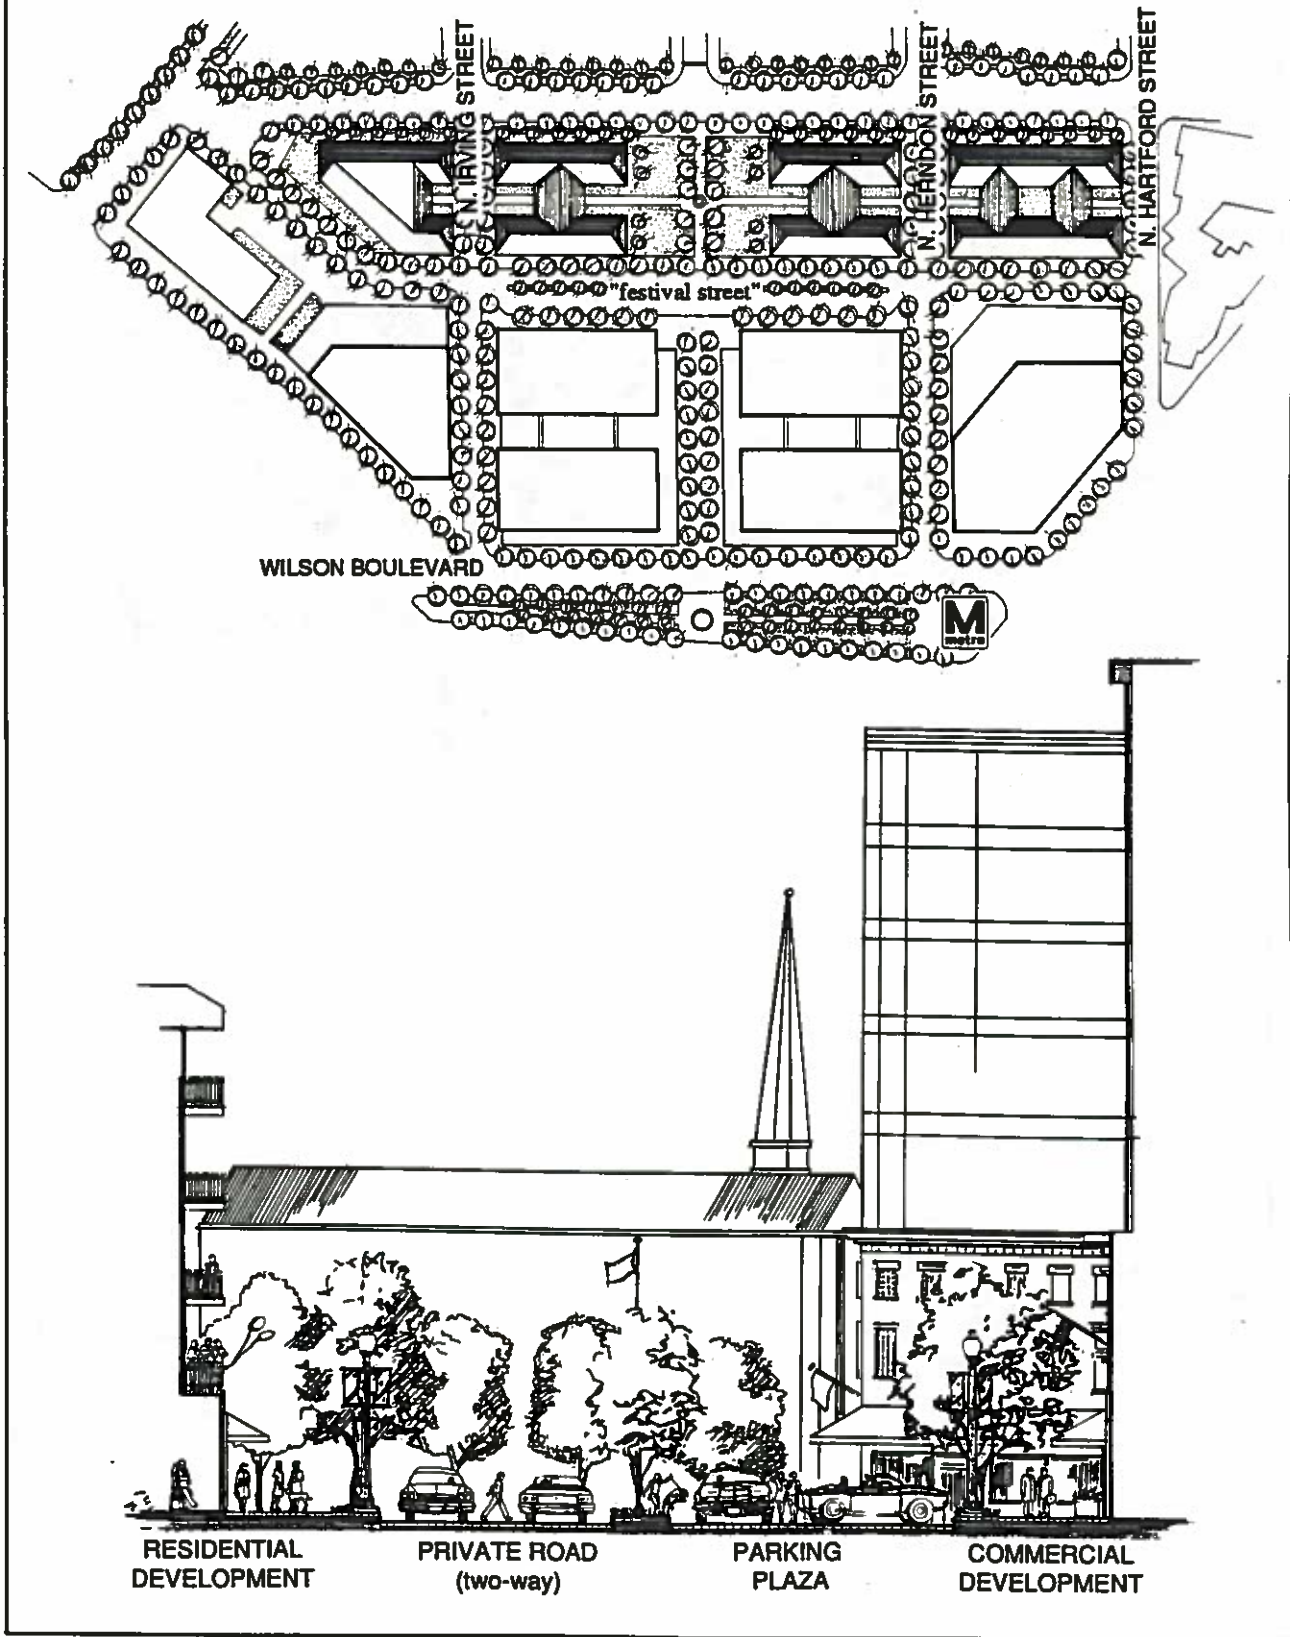 N. IRVING STREET
N. HERNDON STREET
N. HARTFORD STREET
"festival street"
WILSON BOULEVARD
M
metro
RESIDENTIAL
DEVELOPMENT
PRIVATE ROAD
(two-way)
PARKING
PLAZA
COMMERCIAL
DEVELOPMENT